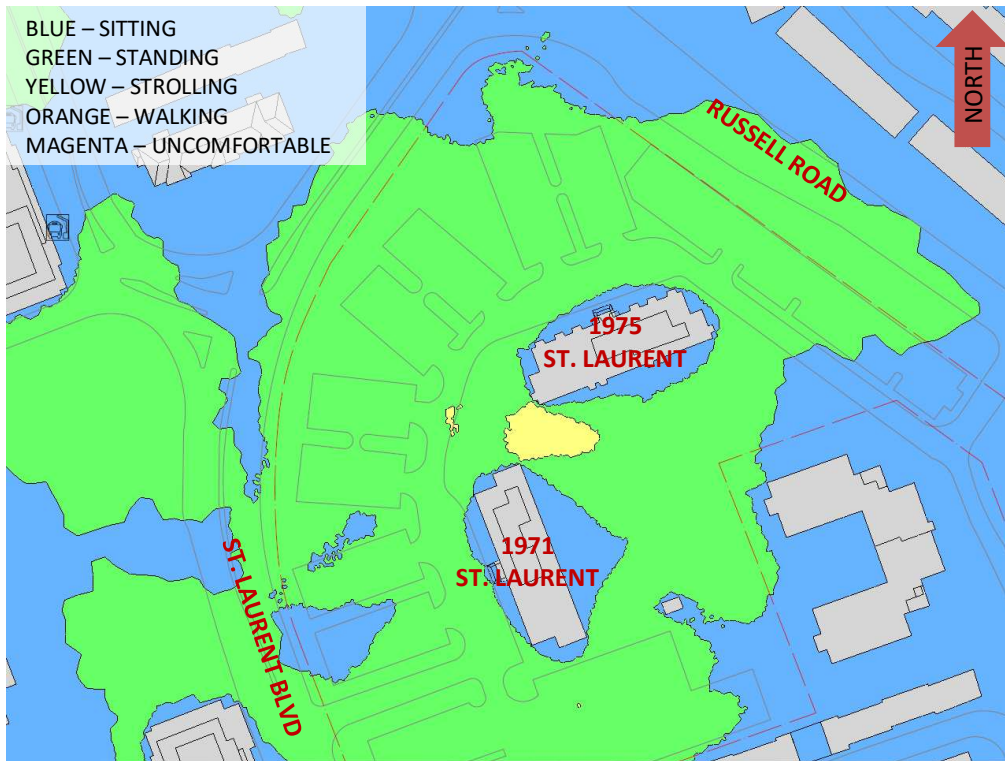 BLUE – SITTING
GREEN – STANDING
YELLOW – STROLLING
ORANGE – WALKING
MAGENTA – UNCOMFORTABLE
NORTH
RUSSELL ROAD
1975
ST. LAURENT
1971
ST. LAURENT
ST. LAURENT BLVD